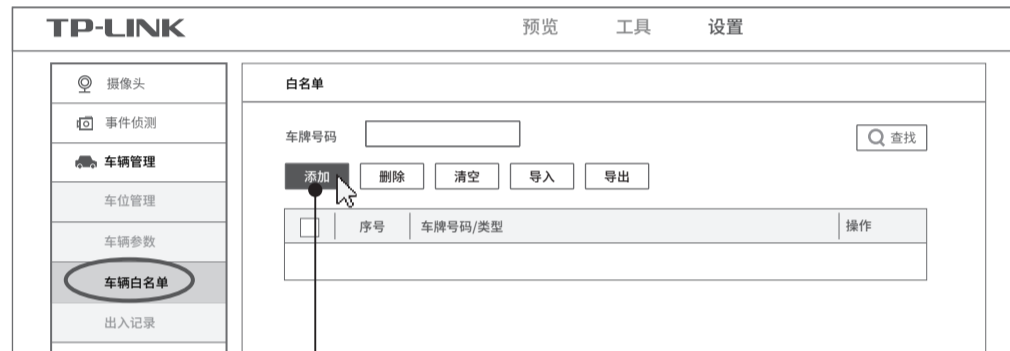 TP-LINK 预览 工具 设置
摄像头
事件侦测
车辆管理
车位管理
车辆参数
车辆白名单
出入记录
白名单
车牌号码 查找
添加 删除 清空 导入 导出
序号 车牌号码/类型 操作